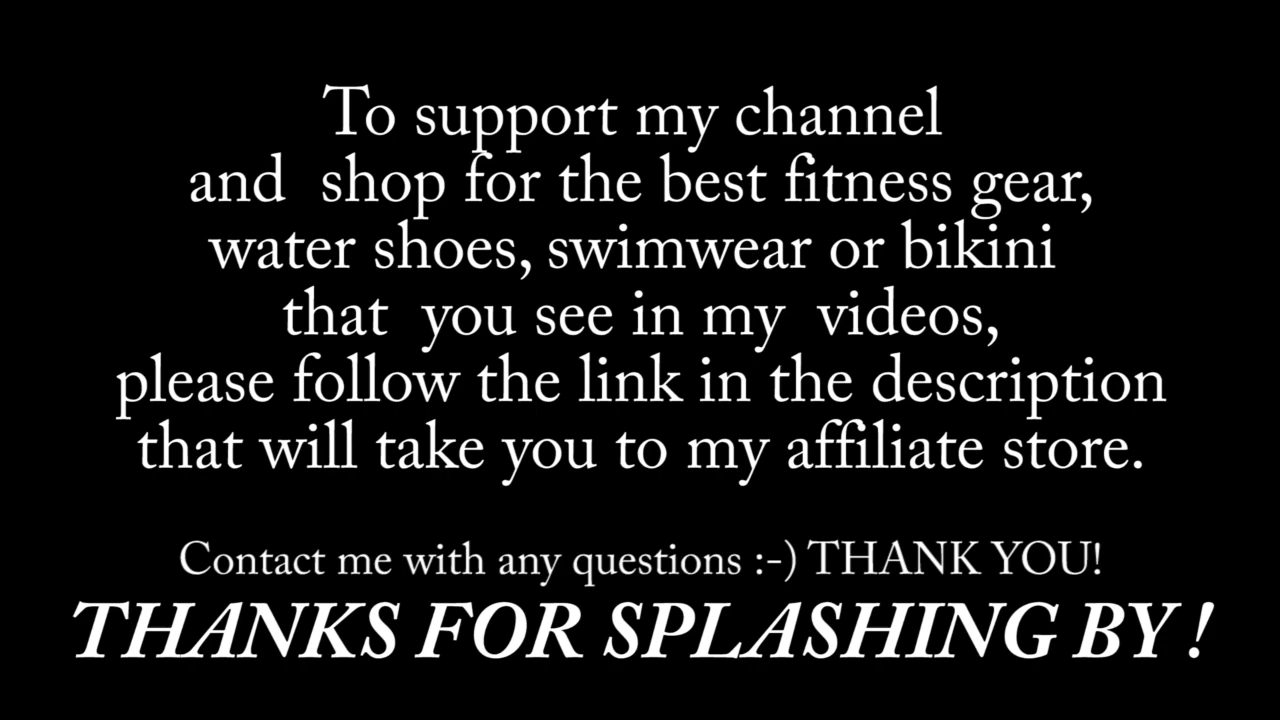 To support my channel
and  shop for the best fitness gear,
water shoes, swimwear or bikini
that  you see in my  videos,
please follow the link in the description
that will take you to my affiliate store.
Contact me with any questions :-) THANK YOU!
THANKS FOR SPLASHING BY !